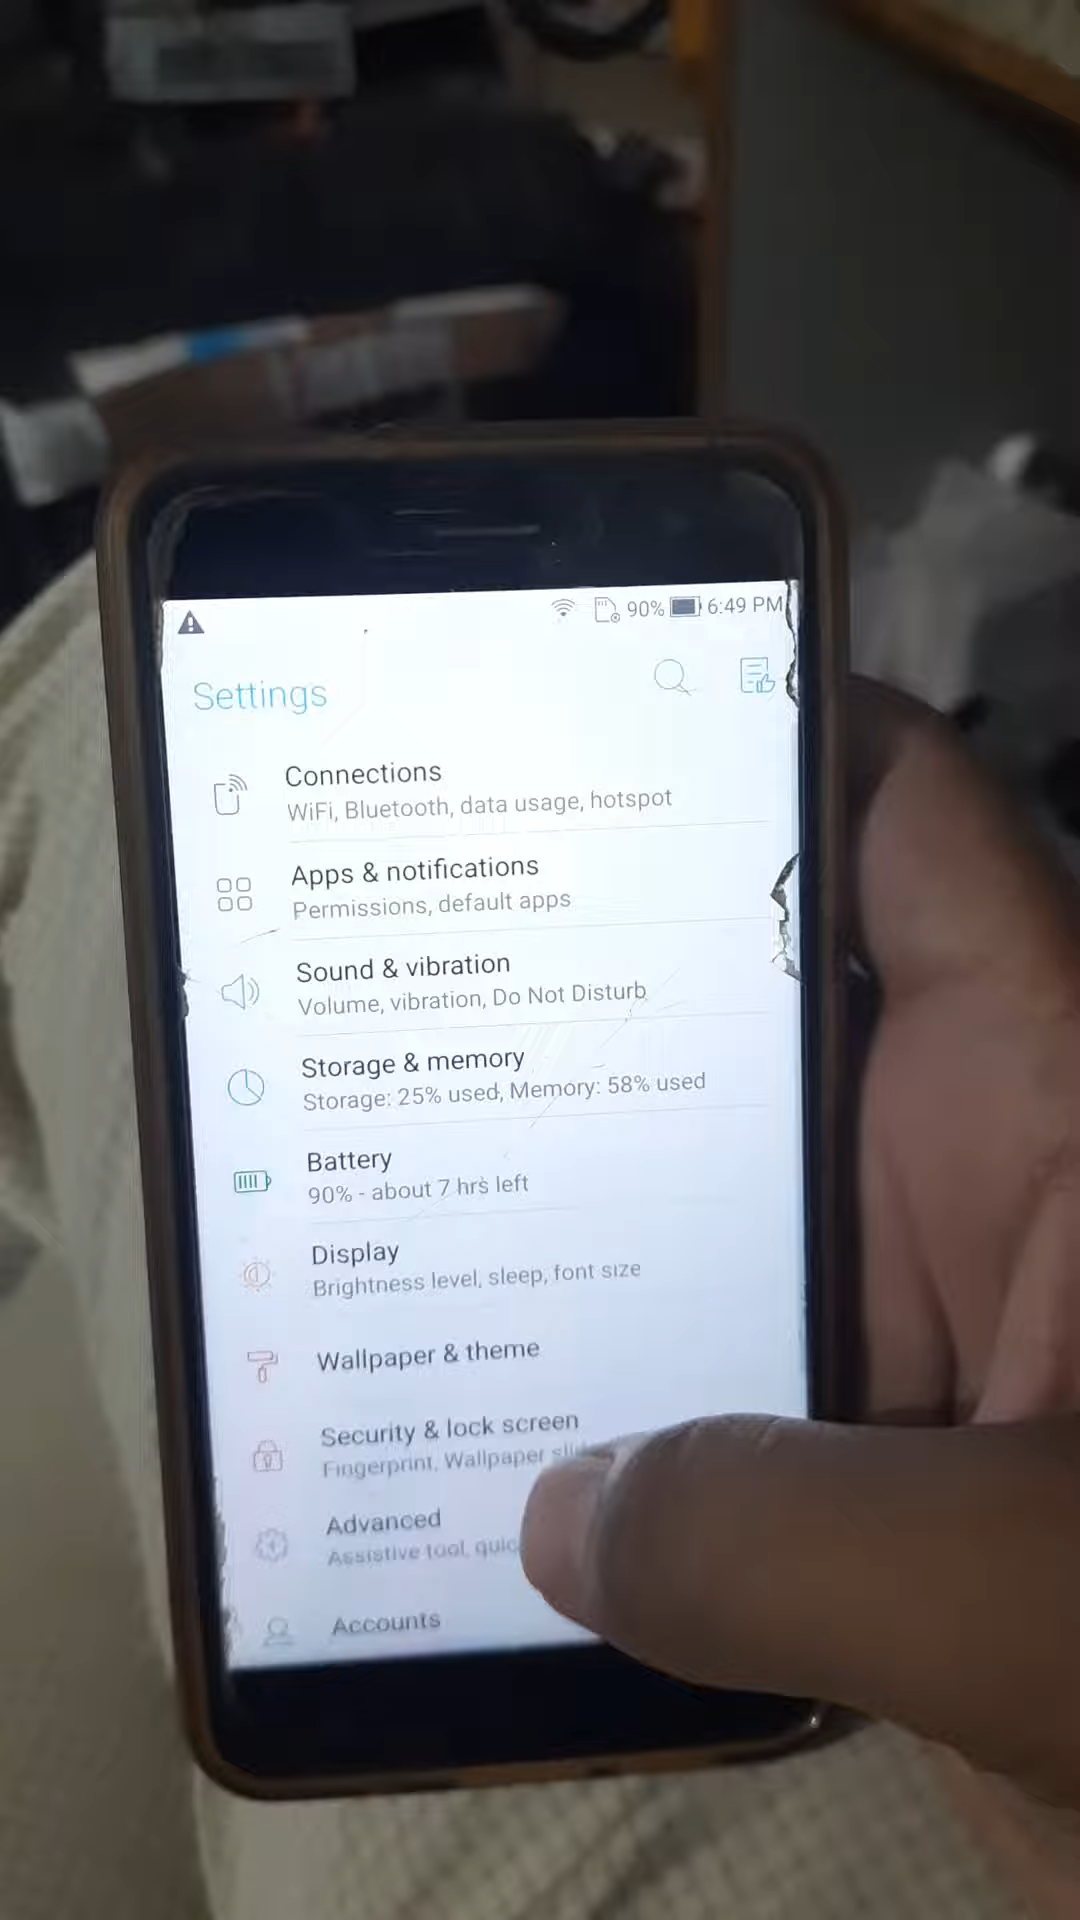 90% 6:49 PM
Settings
Connections
WiFi, Bluetooth, data usage, hotspot
Apps & notifications
Permissions, default apps
Sound & vibration
Volume, vibration, Do Not Disturb
Storage & memory
Storage: 25% used, Memory: 58% used
Battery
90% - about 7 hrs left
Display
Brightness level, sleep, font size
Wallpaper & theme
Security & lock screen
Fingerprint, Wallpaper
Advanced
Assistive tool,
Accounts